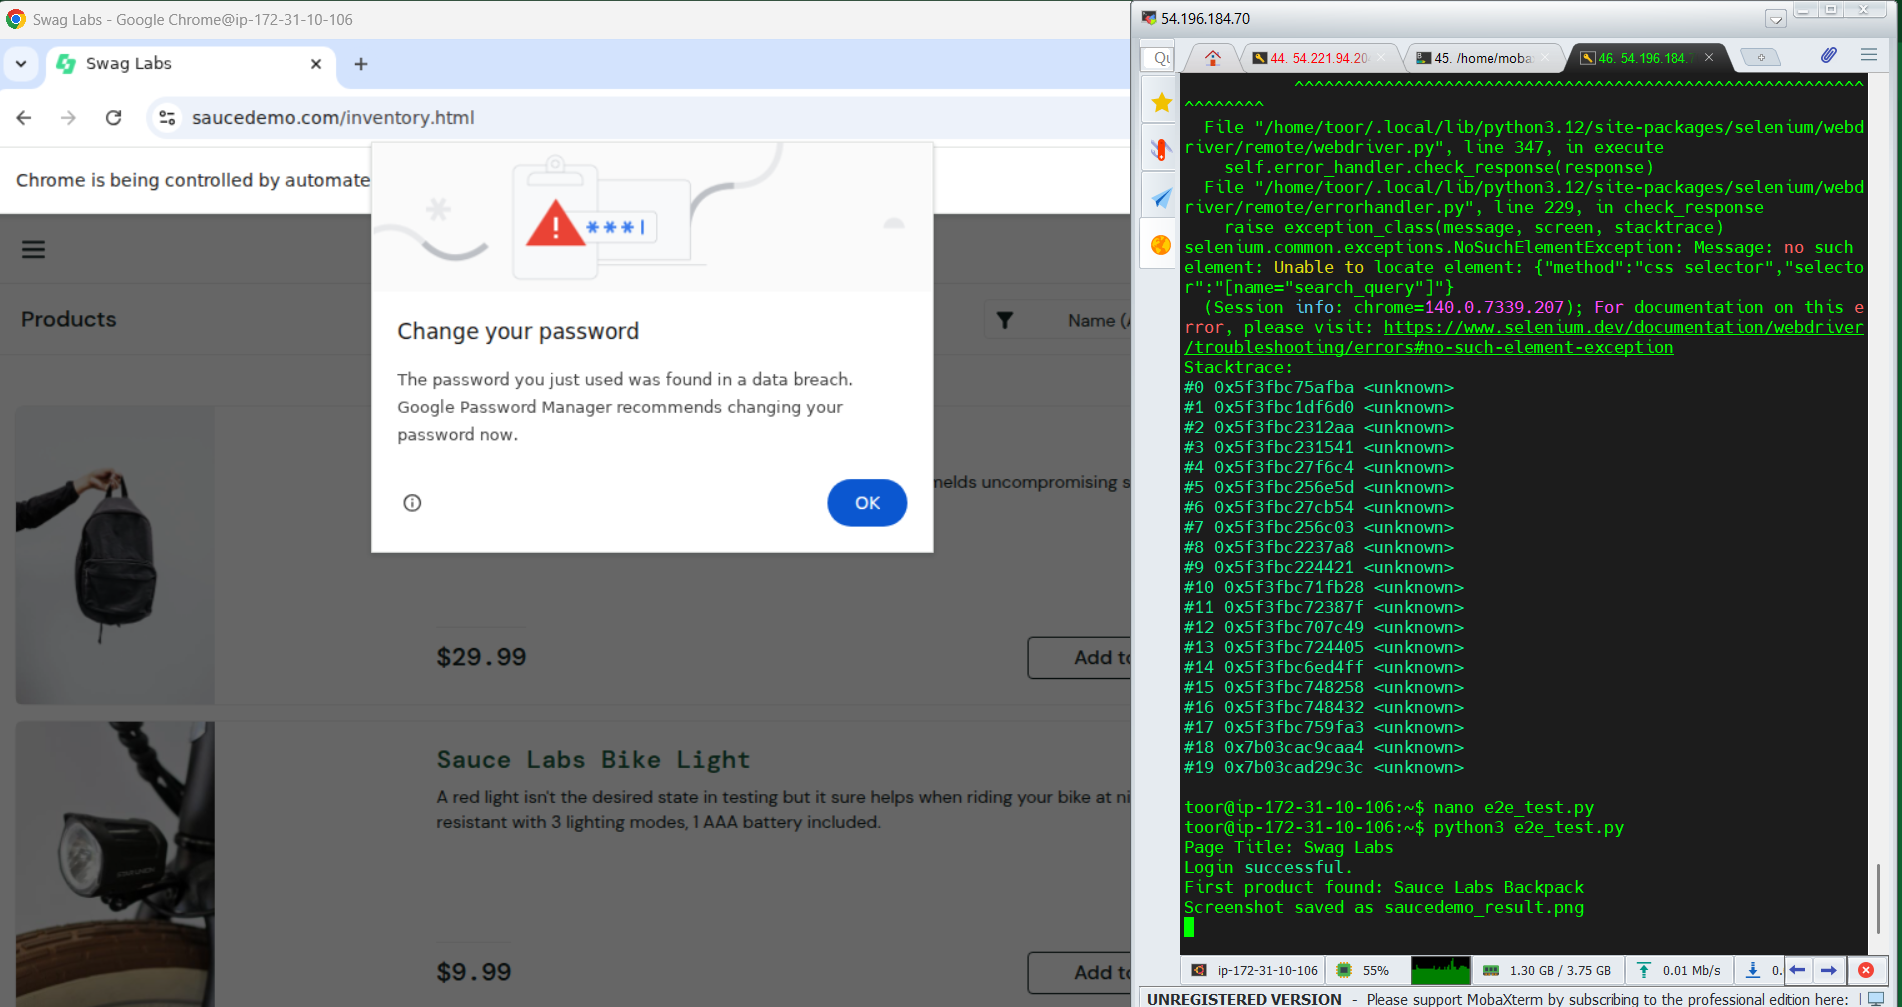 Swag Labs - Google Chrome@ip-172-31-10-106
Swag Labs
saucedemo.com/inventory.html
Chrome is being controlled by automate
Products
Name (A
Change your password
The password you just used was found in a data breach.
Google Password Manager recommends changing your
password now.
OK
melds uncompromising s
$29.99
Add to
Sauce Labs Bike Light
A red light isn't the desired state in testing but it sure helps when riding your bike at ni
resistant with 3 lighting modes, 1 AAA battery included.
$9.99
Add to
54.196.184.70
Qu
44. 54.221.94.20
45. /home/moba
46. 54.196.184.
^^^^^^^^^^^^^^^^^^^^^^^^^^^^^^^^^^^^^^^^^^^^^^^^^^^^^^^^^
^^^^^^^^
File "/home/toor/.local/lib/python3.12/site-packages/selenium/webd
river/remote/webdriver.py", line 347, in execute
self.error_handler.check_response(response)
File "/home/toor/.local/lib/python3.12/site-packages/selenium/webd
river/remote/errorhandler.py", line 229, in check_response
raise exception_class(message, screen, stacktrace)
selenium.common.exceptions.NoSuchElementException: Message: no such
element: Unable to locate element: {"method":"css selector","selecto
r":"[name="search_query"]"}
(Session info: chrome=140.0.7339.207); For documentation on this e
rror, please visit: https://www.selenium.dev/documentation/webdriver
/troubleshooting/errors#no-such-element-exception
Stacktrace:
#0 0x5f3fbc75afba <unknown>
#1 0x5f3fbc1df6d0 <unknown>
#2 0x5f3fbc2312aa <unknown>
#3 0x5f3fbc231541 <unknown>
#4 0x5f3fbc27f6c4 <unknown>
#5 0x5f3fbc256e5d <unknown>
#6 0x5f3fbc27cb54 <unknown>
#7 0x5f3fbc256c03 <unknown>
#8 0x5f3fbc2237a8 <unknown>
#9 0x5f3fbc224421 <unknown>
#10 0x5f3fbc71fb28 <unknown>
#11 0x5f3fbc72387f <unknown>
#12 0x5f3fbc707c49 <unknown>
#13 0x5f3fbc724405 <unknown>
#14 0x5f3fbc6ed4ff <unknown>
#15 0x5f3fbc748258 <unknown>
#16 0x5f3fbc748432 <unknown>
#17 0x5f3fbc759fa3 <unknown>
#18 0x7b03cac9caa4 <unknown>
#19 0x7b03cad29c3c <unknown>
toor@ip-172-31-10-106:~$ nano e2e_test.py
toor@ip-172-31-10-106:~$ python3 e2e_test.py
Page Title: Swag Labs
Login successful.
First product found: Sauce Labs Backpack
Screenshot saved as saucedemo_result.png
ip-172-31-10-106
55%
1.30 GB / 3.75 GB
0.01 Mb/s
0.
UNREGISTERED VERSION - Please support MobaXterm by subscribing to the professional edition here: